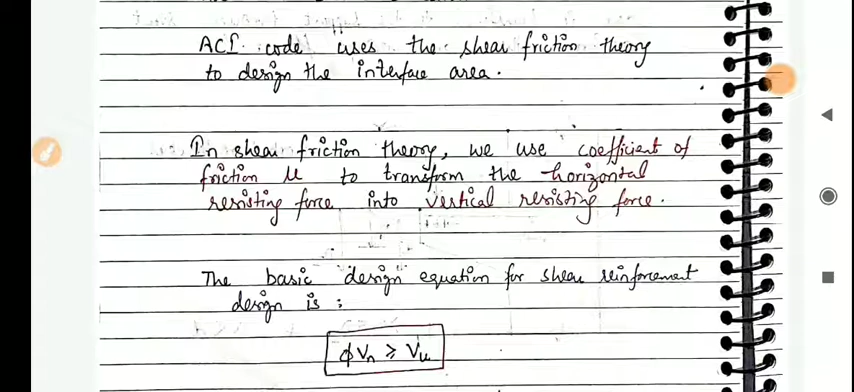 ACI code uses the shear friction theory
to design the interface area.
In shear friction theory, we use coefficient of
friction μ to transform the horizontal
resisting force into vertical resisting force.
The basic design equation for shear reinforcement
design is :
ϕVn ≥ Vu